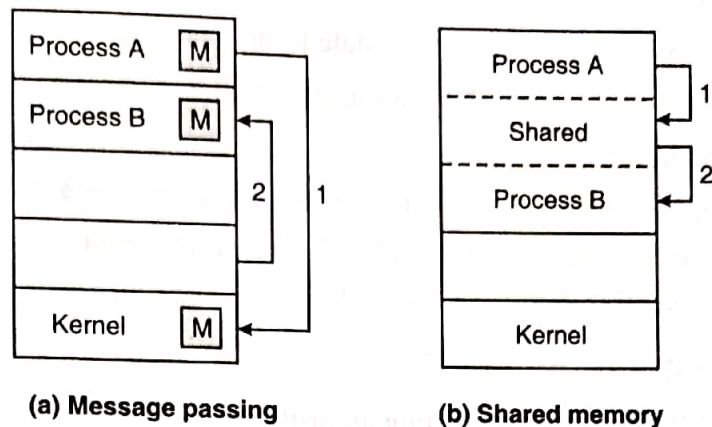 Process A M
Process B M
2 1
Kernel M
(a) Message passing
Process A
1
Shared
2
Process B
Kernel
(b) Shared memory